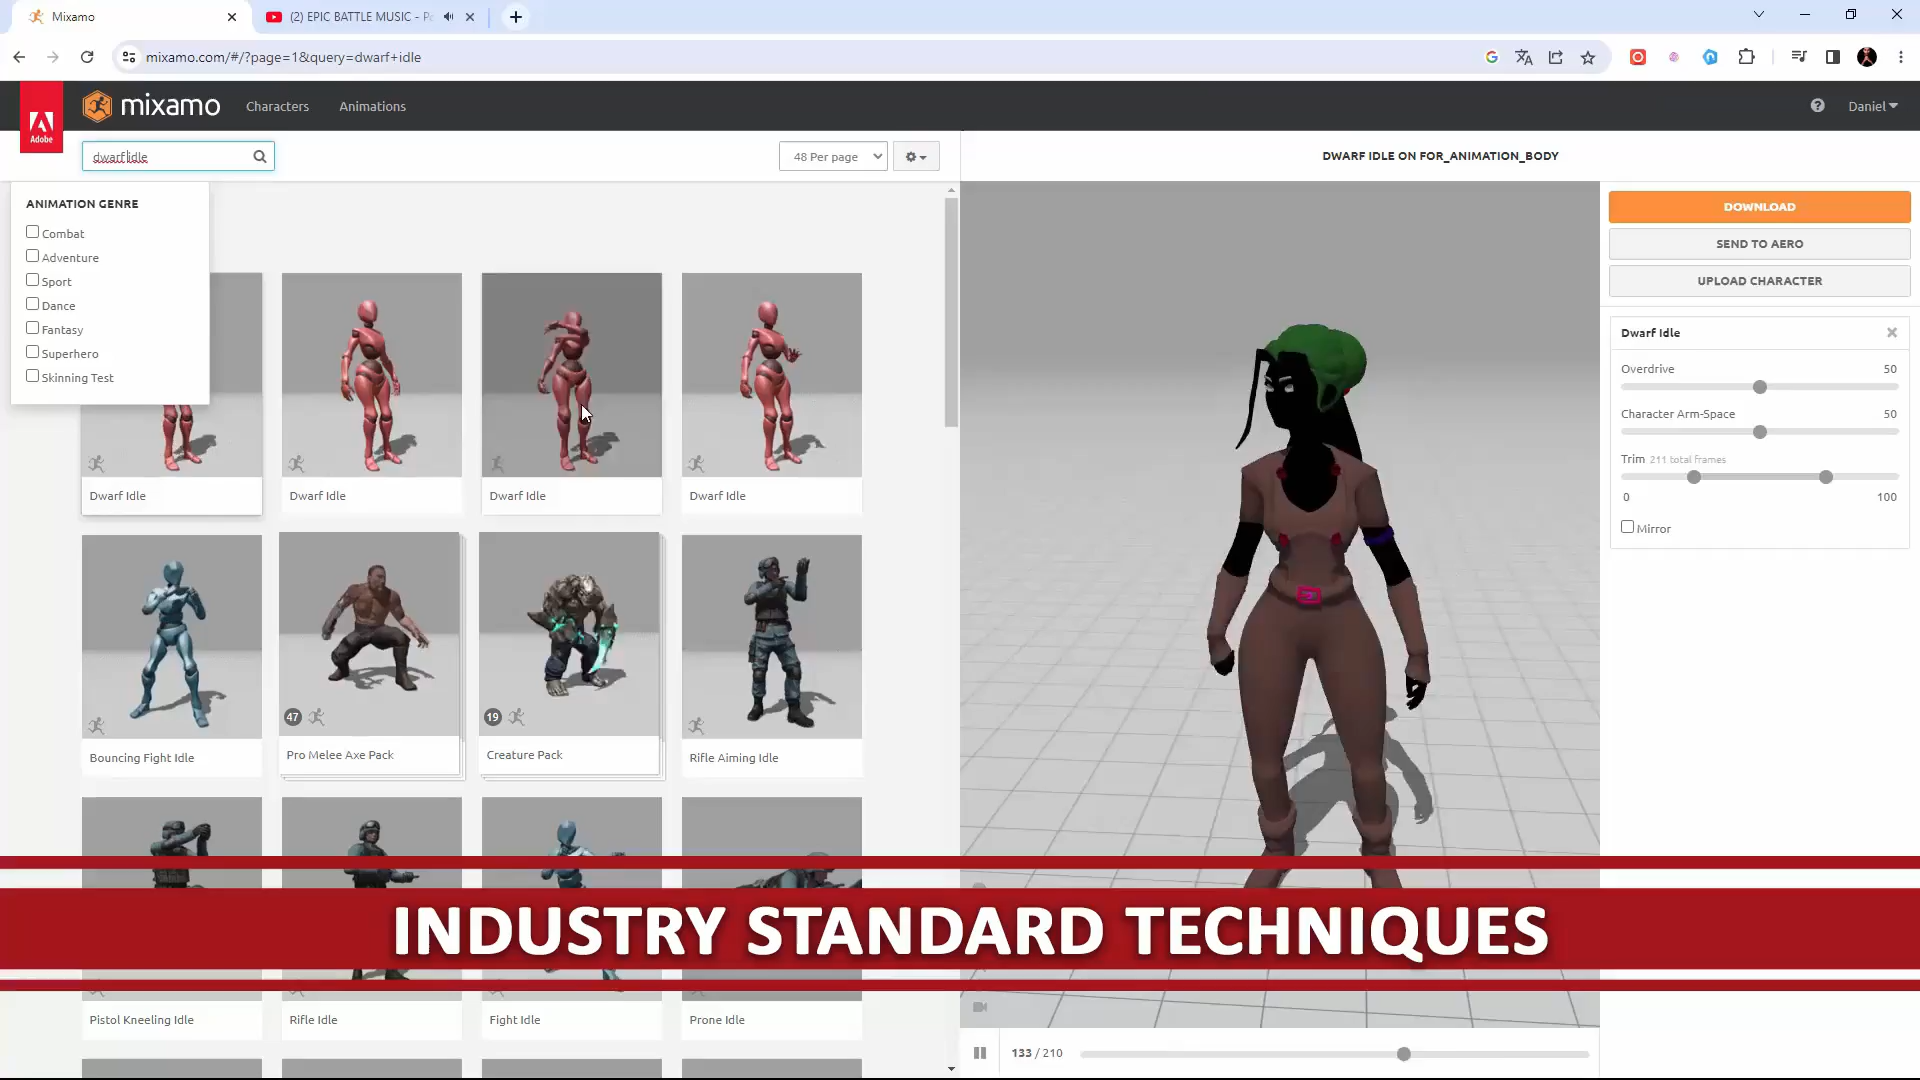 Mixamo
(2) EPIC BATTLE MUSIC - Po
mixamo.com/#/?page=1&query=dwarf+idle
Adobe
mixamo
Characters
Animations
Daniel
dwarf idle
48 Per page
DWARF IDLE ON FOR_ANIMATION_BODY
ANIMATION GENRE
Combat
Adventure
Sport
Dance
Fantasy
Superhero
Skinning Test
DOWNLOAD
SEND TO AERO
UPLOAD CHARACTER
Dwarf Idle
Overdrive 50
Character Arm-Space 50
Trim 211 total frames
0 100
Mirror
Dwarf Idle
Dwarf Idle
Dwarf Idle
Dwarf Idle
47
19
Bouncing Fight Idle
Pro Melee Axe Pack
Creature Pack
Rifle Aiming Idle
INDUSTRY STANDARD TECHNIQUES
Pistol Kneeling Idle
Rifle Idle
Fight Idle
Prone Idle
133 / 210